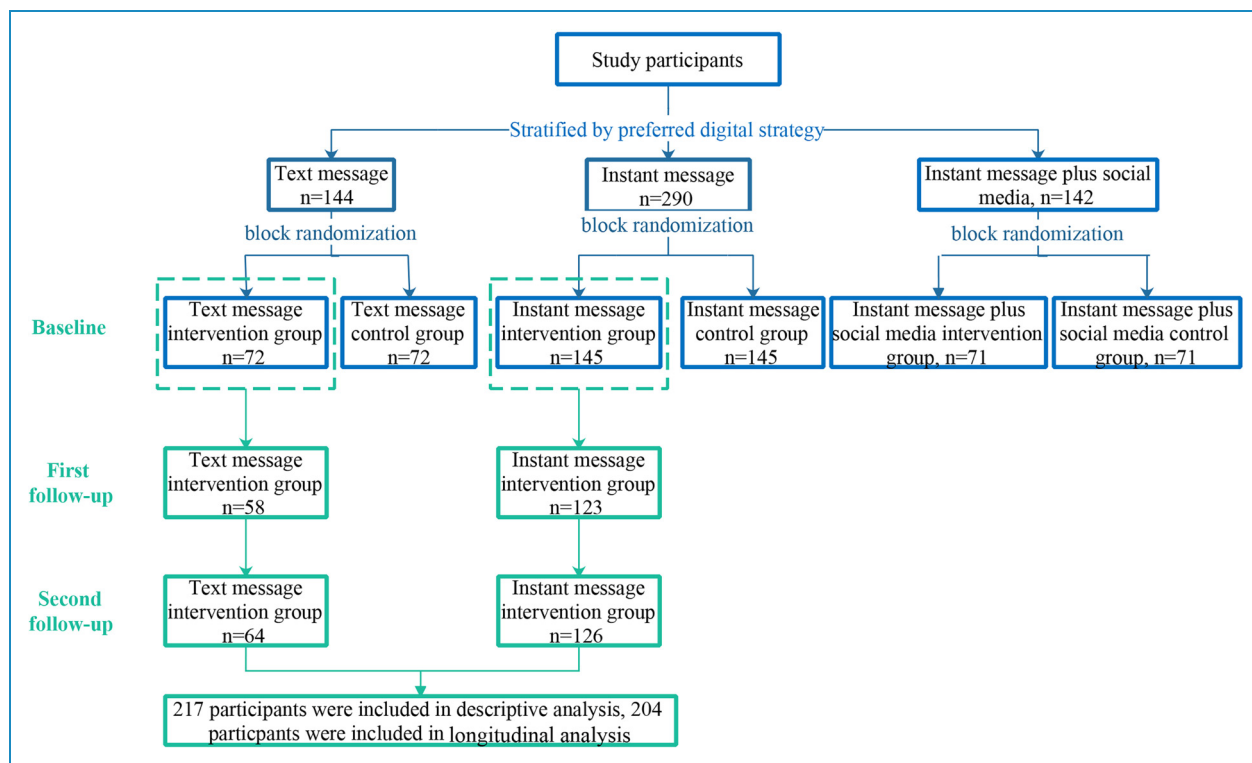 Study participants
Stratified by preferred digital strategy
Text message
n=144
Instant message
n=290
Instant message plus social
media, n=142
block randomization
block randomization
block randomization
Baseline
Text message
intervention group
n=72
Text message
control group
n=72
Instant message
intervention group
n=145
Instant message
control group
n=145
Instant message plus
social media intervention
group, n=71
Instant message plus
social media control
group, n=71
First
follow-up
Text message
intervention group
n=58
Instant message
intervention group
n=123
Second
follow-up
Text message
intervention group
n=64
Instant message
intervention group
n=126
217 participants were included in descriptive analysis, 204
particpants were included in longitudinal analysis